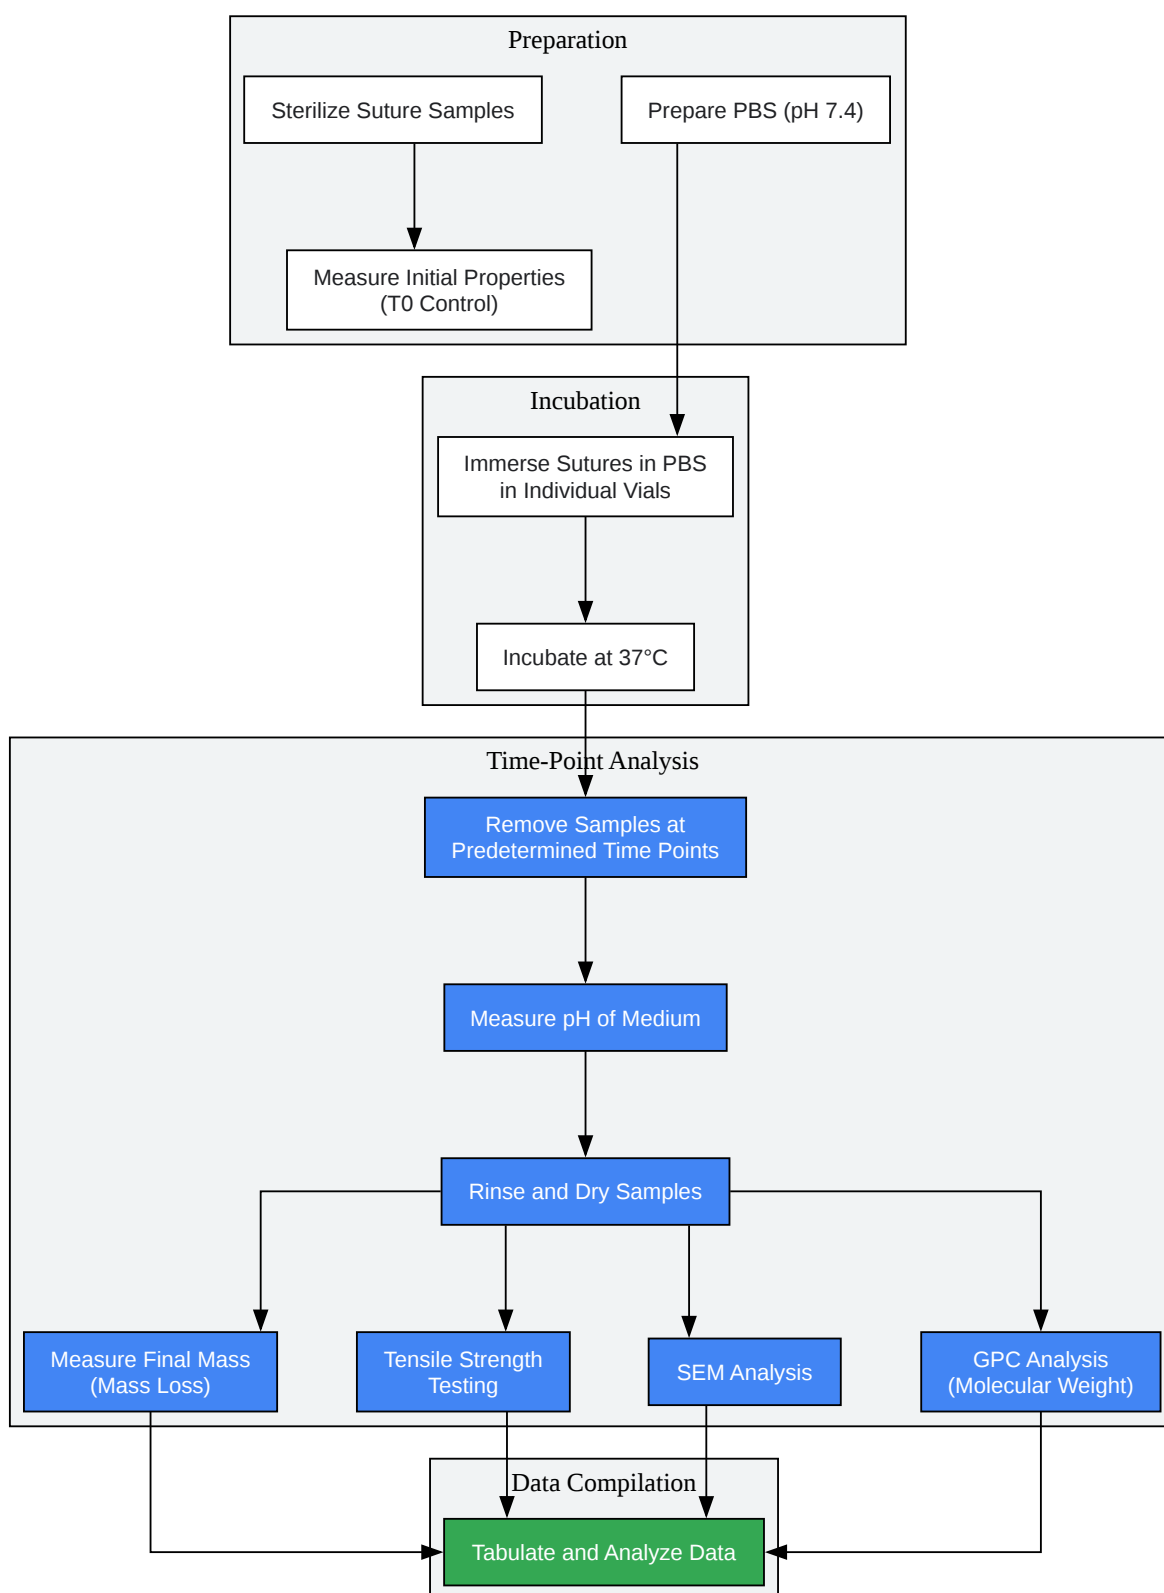 Preparation
Sterilize Suture Samples
Prepare PBS (pH 7.4)
Measure Initial Properties
(T0 Control)
Incubation
Immerse Sutures in PBS
in Individual Vials
Incubate at 37°C
Time-Point Analysis
Remove Samples at
Predetermined Time Points
Measure pH of Medium
Rinse and Dry Samples
Measure Final Mass
(Mass Loss)
Tensile Strength
Testing
SEM Analysis
GPC Analysis
(Molecular Weight)
Data Compilation
Tabulate and Analyze Data